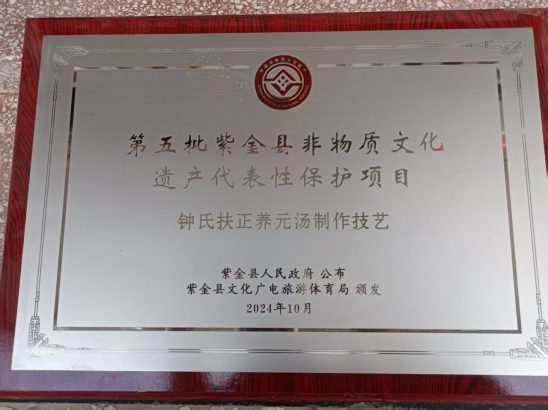 第五批紫金县非物质文化
遗产代表性保护项目
钟氏扶正养元汤制作技艺
紫金县人民政府 公布
紫金县文化广电旅游体育局 颁发
2024年10月